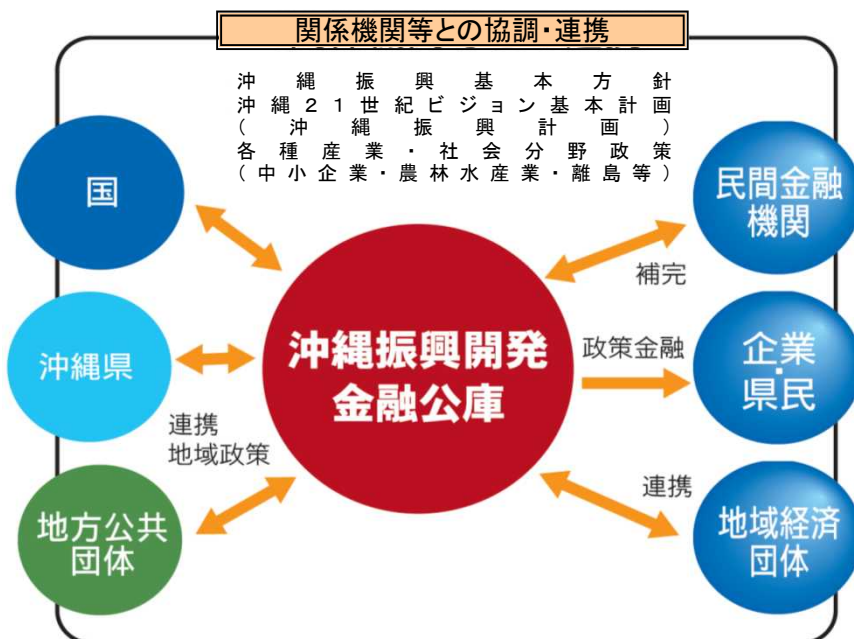 関係機関等との協調・連携
沖縄振興基本方針
沖縄21世紀ビジョン基本計画
(沖縄振興計画)
各種産業・社会分野政策
(中小企業・農林水産業・離島等)
国
沖縄県
連携
地域政策
地方公共
団体
沖縄振興開発
金融公庫
民間金融
機関
補完
政策金融
企業
・
県民
連携
地域経済
団体